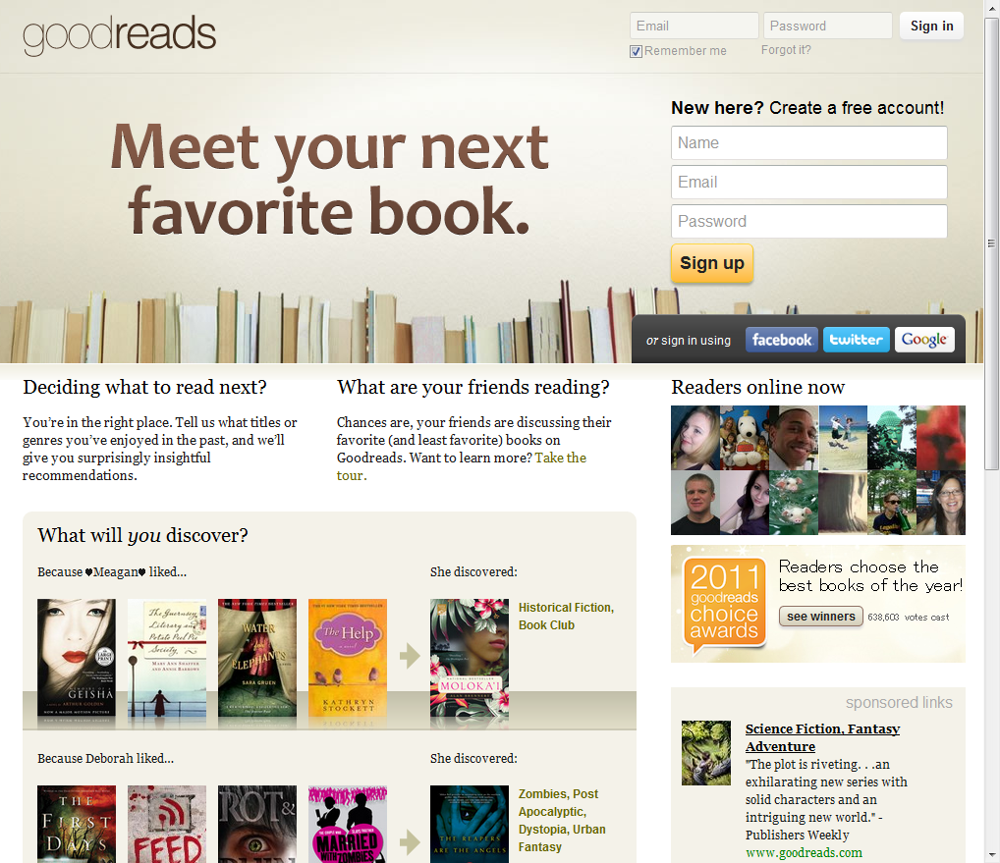 goodreads
Email
Password
Sign in
Remember me
Forgot it?
Meet your next
favorite book.
New here? Create a free account!
Name
Email
Password
Sign up
or sign in using
facebook
twitter
Google
Deciding what to read next?
You're in the right place. Tell us what titles or
genres you've enjoyed in the past, and we'll
give you surprisingly insightful
recommendations.
What are your friends reading?
Chances are, your friends are discussing their
favorite (and least favorite) books on
Goodreads. Want to learn more? Take the
tour.
Readers online now
What will you discover?
Because ♥Meagan♥ liked...
She discovered:
GEISHA
ARTHUR GOLDEN
NOW A MAJOR MOTION PICTURE
The Guernsey
Literary and
Potato Peel Pie
Society
MARY ANN SHAFFER
AND ANNIE BARROWS
WATER
for
ELEPHANTS
SARA GRUEN
The Help
a novel
KATHRYN
STOCKETT
MOLOKA'I
Historical Fiction,
Book Club
2011
goodreads
choice
awards
Readers choose the
best books of the year!
see winners
638,603 votes cast
sponsored links
Science Fiction, Fantasy
Adventure
"The plot is riveting. . .an
exhilarating new series with
solid characters and an
intriguing new world." -
Publishers Weekly
www.goodreads.com
Because Deborah liked...
She discovered:
THE
FIRST
DAYS
FEED
ROT &
MARRIED
WITH ZOMBIES
THE REAPERS
ARE THE ANGELS
Zombies, Post
Apocalyptic,
Dystopia, Urban
Fantasy